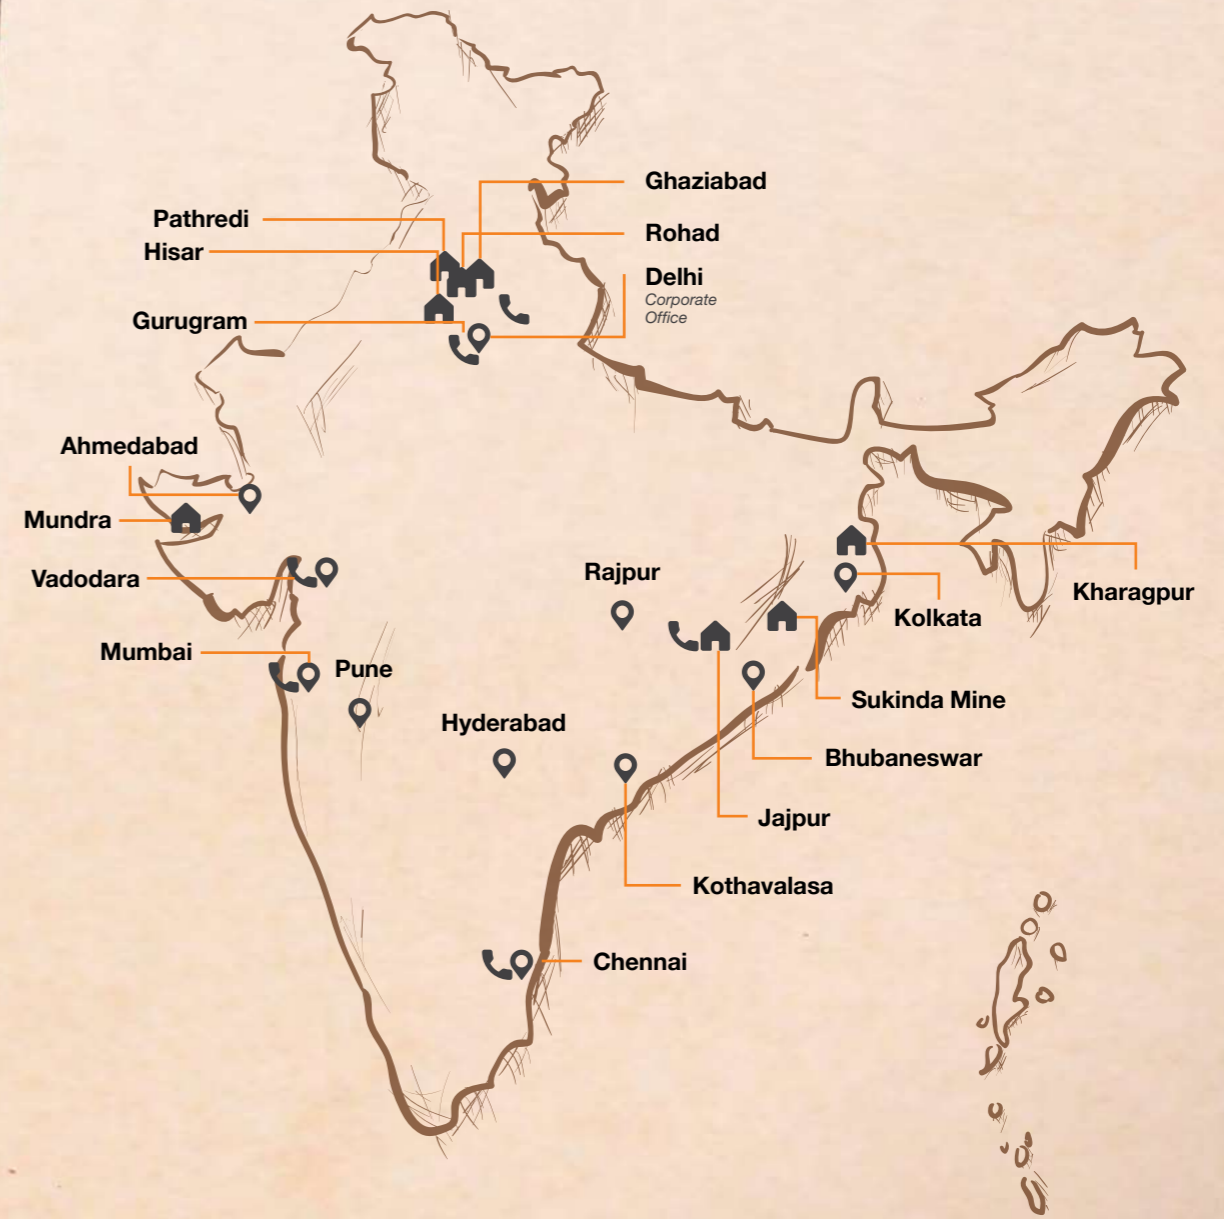 Ghaziabad
Pathredi
Rohad
Hisar
Delhi
Corporate
Office
Gurugram
Ahmedabad
Mundra
Vadodara
Rajpur
Kharagpur
Kolkata
Mumbai
Pune
Sukinda Mine
Hyderabad
Bhubaneswar
Jajpur
Kothavalasa
Chennai